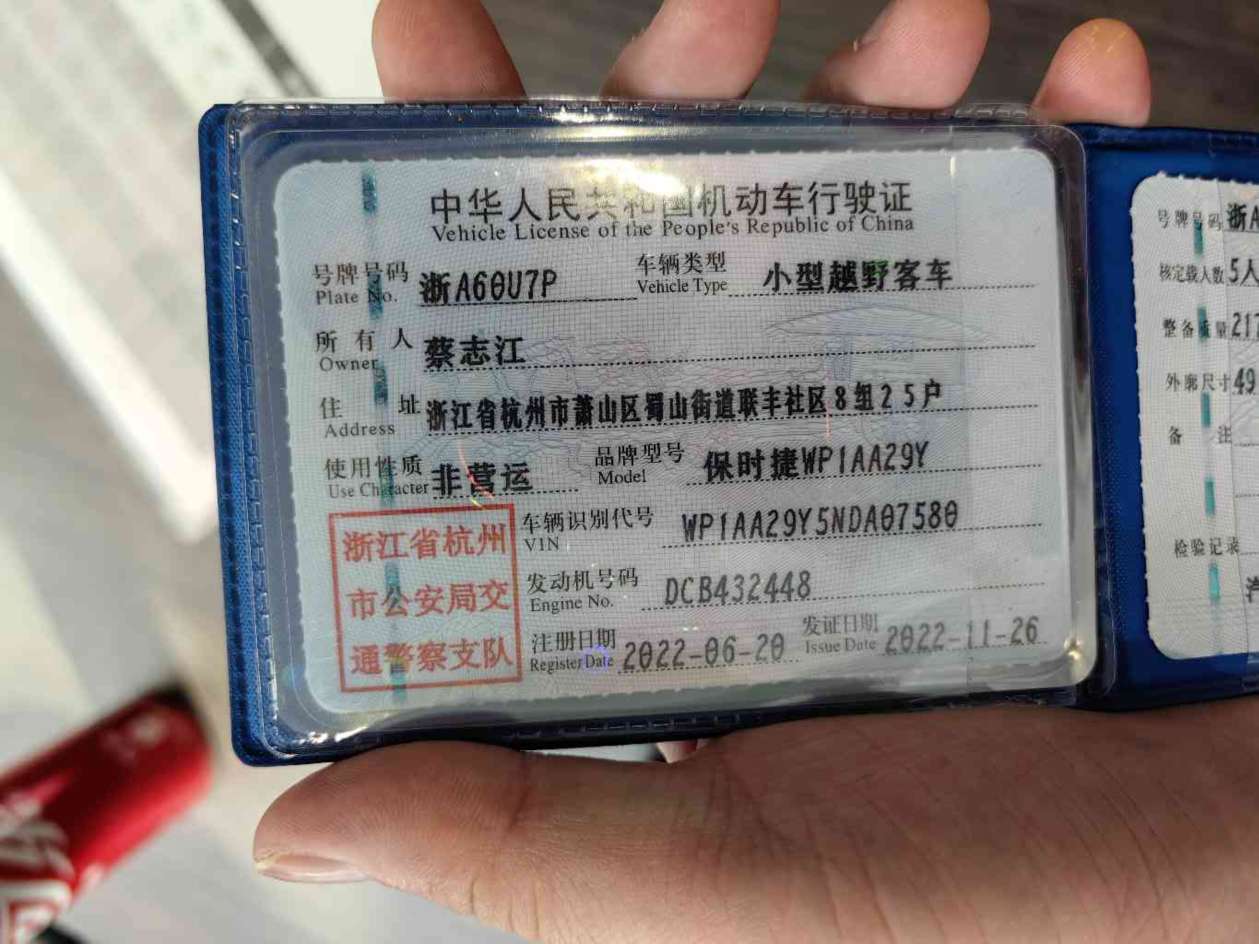 中华人民共和国机动车行驶证
Vehicle License of the People's Republic of China
号牌号码 浙A60U7P 车辆类型 小型越野客车
Plate No. Vehicle Type
所有人 蔡志江
Owner
住址 浙江省杭州市萧山区蜀山街道联丰社区8组25户
Address
使用性质 非营运 品牌型号 保时捷WP1AA29Y
Use Character Model
浙江省杭州
市公安局交
通警察支队
车辆识别代号 WP1AA29Y5NDA07580
VIN
发动机号码 DCB432448
Engine No.
注册日期 2022-06-20 发证日期 2022-11-26
Register Date Issue Date
号牌号码 浙A
核定载人数 5人
整备质量 217
外廓尺寸 49
备注
检验记录